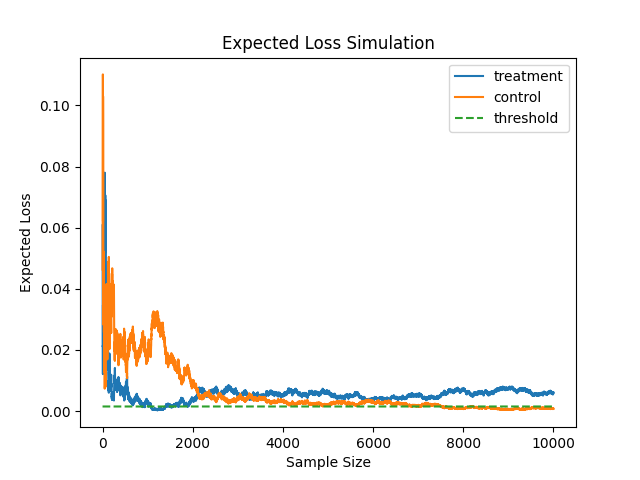 Expected Loss Simulation
treatment
control
threshold
0.10
0.08
0.06
0.04
0.02
0.00
Expected Loss
0 2000 4000 6000 8000 10000
Sample Size